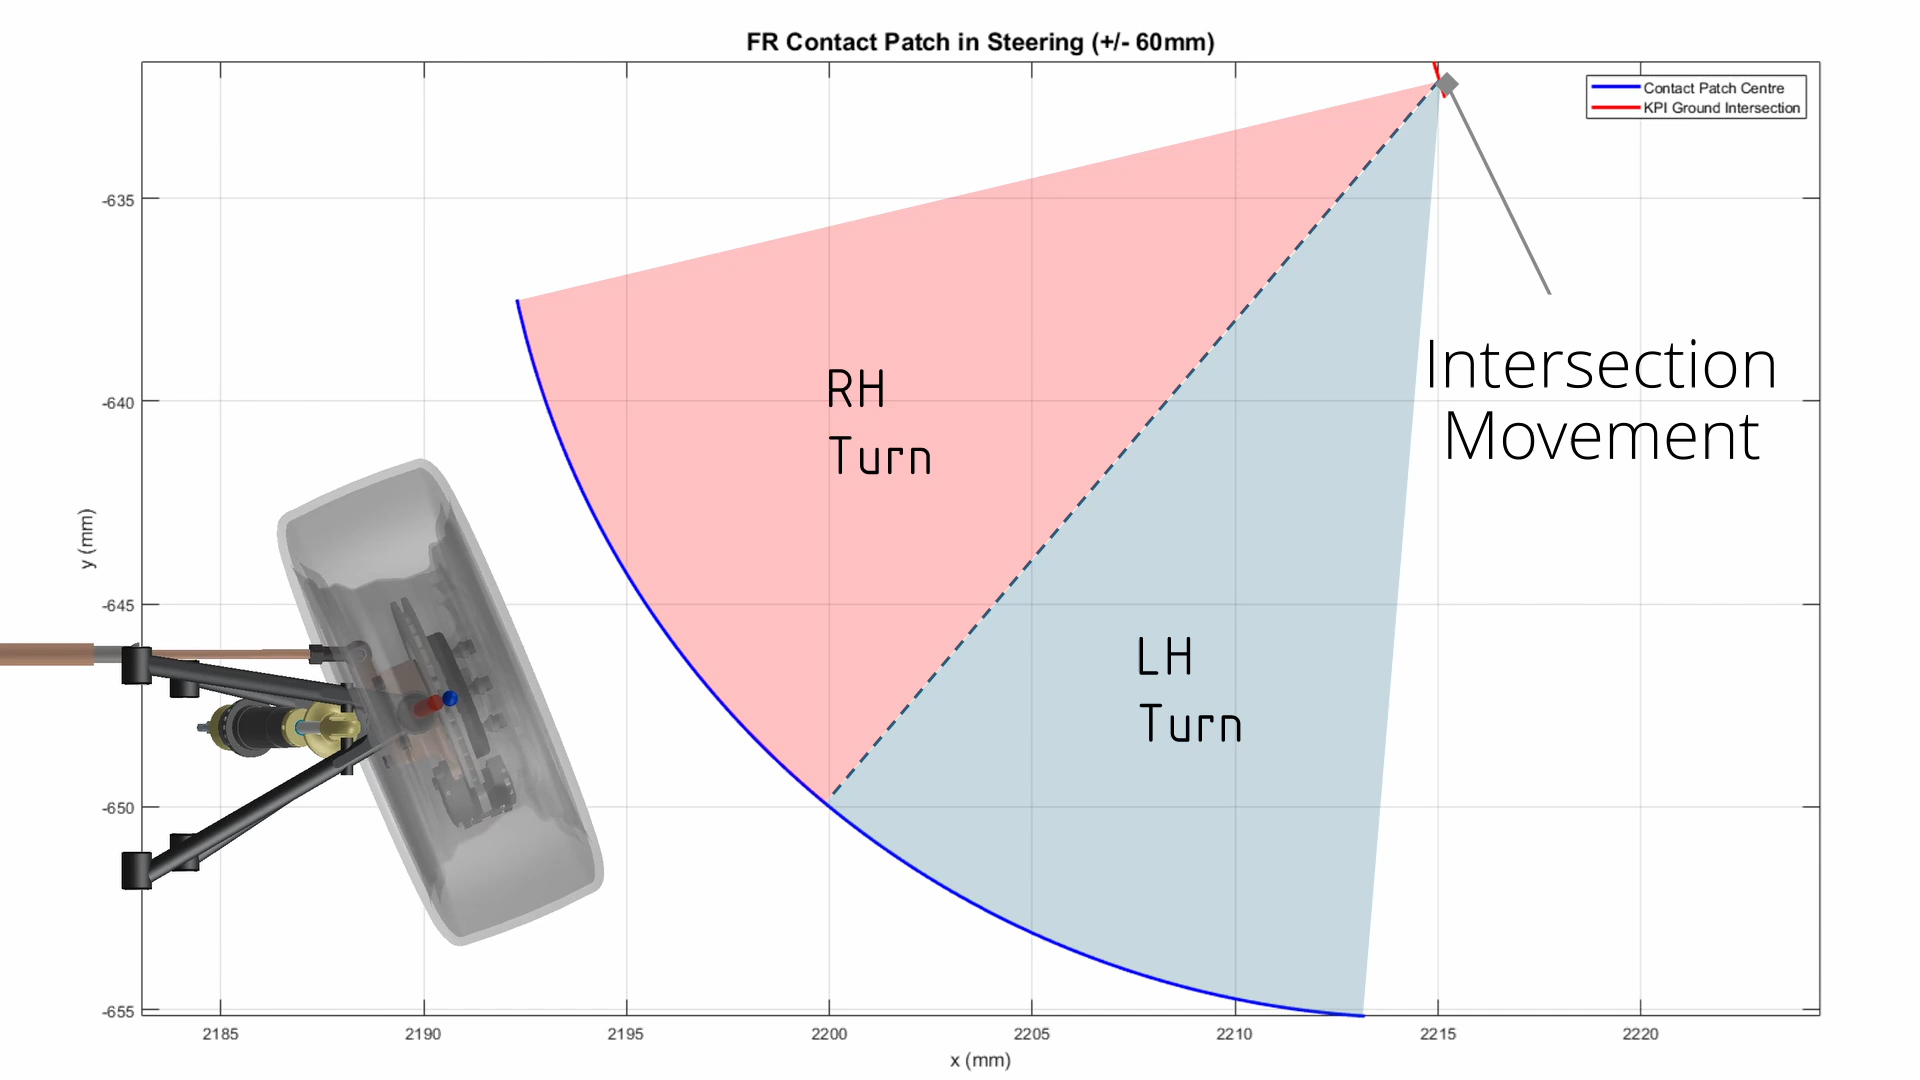 FR Contact Patch in Steering (+/- 60mm)
Contact Patch Centre
KPI Ground Intersection
-635
-640
-645
-650
-655
y (mm)
RH
Turn
LH
Turn
Intersection
Movement
2185
2190
2195
2200
2205
2210
2215
2220
x (mm)